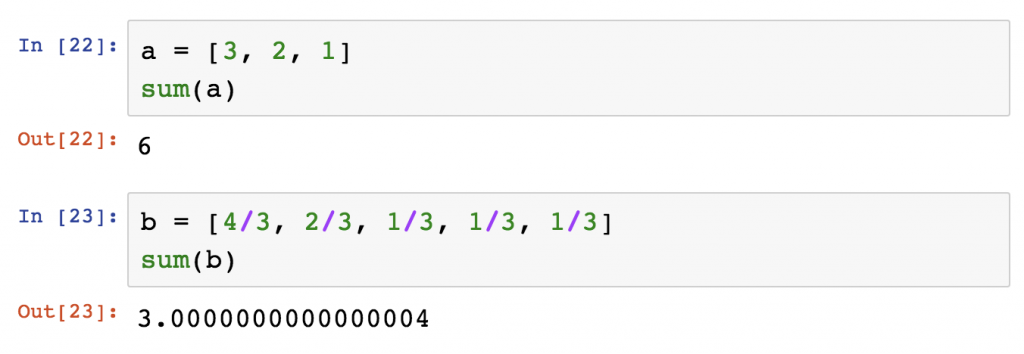 In [22]: a = [3, 2, 1]
sum(a)
Out[22]: 6
In [23]: b = [4/3, 2/3, 1/3, 1/3, 1/3]
sum(b)
Out[23]: 3.0000000000000004